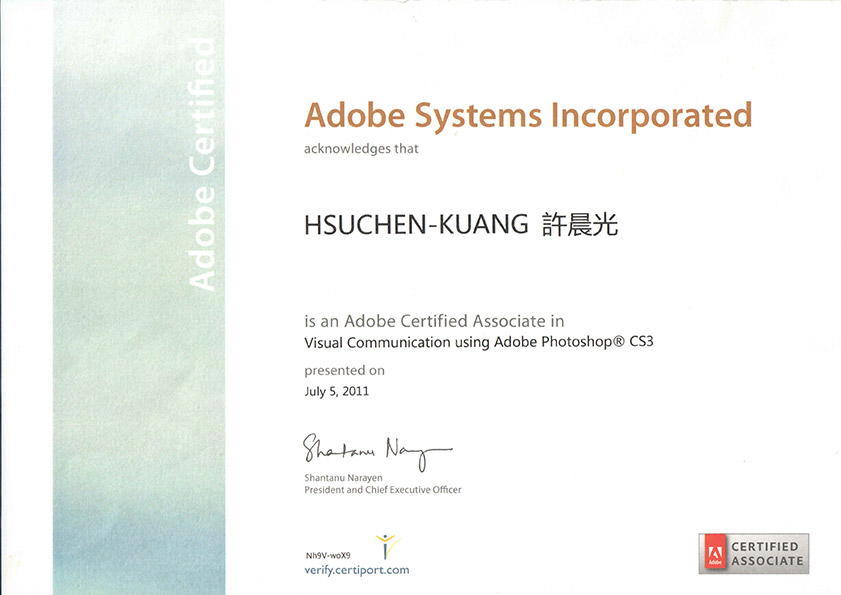 Adobe Certified
Adobe Systems Incorporated
acknowledges that
HSUCHEN-KUANG 許晨光
is an Adobe Certified Associate in
Visual Communication using Adobe Photoshop® CS3
presented on
July 5, 2011
Shantanu Narayen
Shantanu Narayen
President and Chief Executive Officer
Nh9V-woX9
verify.certiport.com
Adobe
CERTIFIED
ASSOCIATE